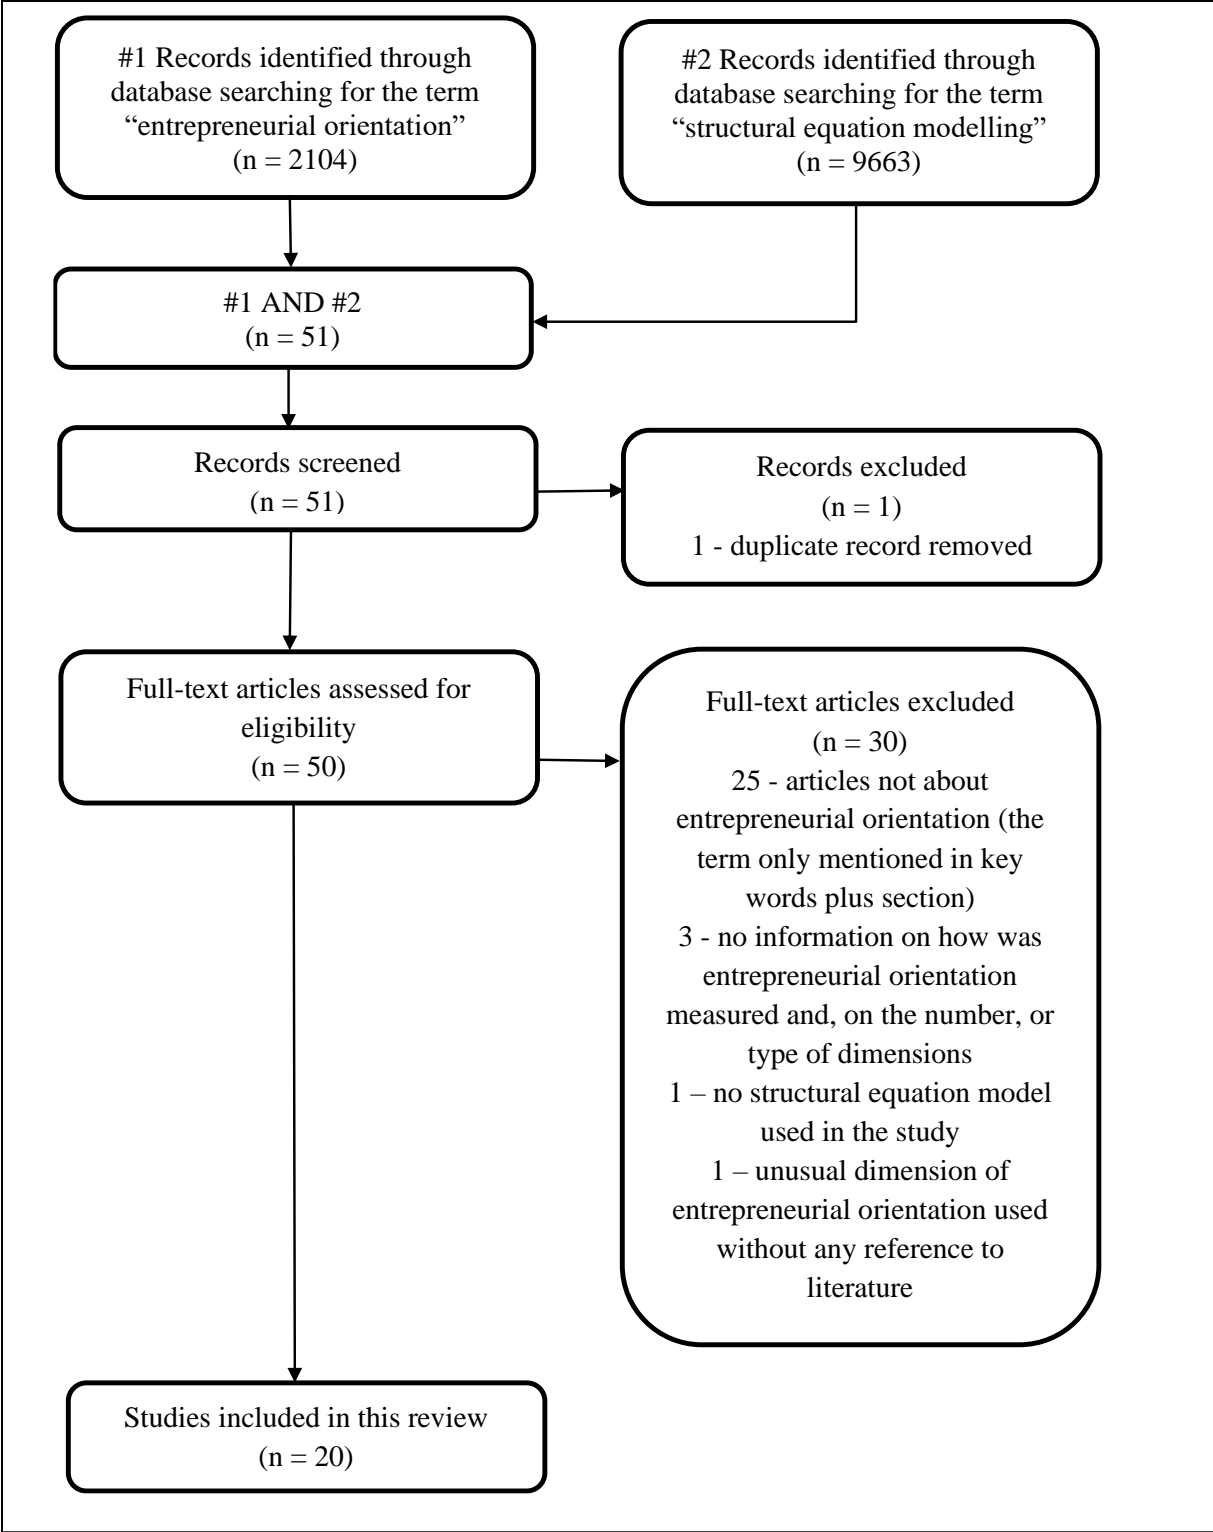 #1 Records identified through
database searching for the term
“entrepreneurial orientation”
(n = 2104)
#2 Records identified through
database searching for the term
“structural equation modelling”
(n = 9663)
#1 AND #2
(n = 51)
Records screened
(n = 51)
Records excluded
(n = 1)
1 - duplicate record removed
Full-text articles assessed for
eligibility
(n = 50)
Full-text articles excluded
(n = 30)
25 - articles not about
entrepreneurial orientation (the
term only mentioned in key
words plus section)
3 - no information on how was
entrepreneurial orientation
measured and, on the number, or
type of dimensions
1 – no structural equation model
used in the study
1 – unusual dimension of
entrepreneurial orientation used
without any reference to
literature
Studies included in this review
(n = 20)